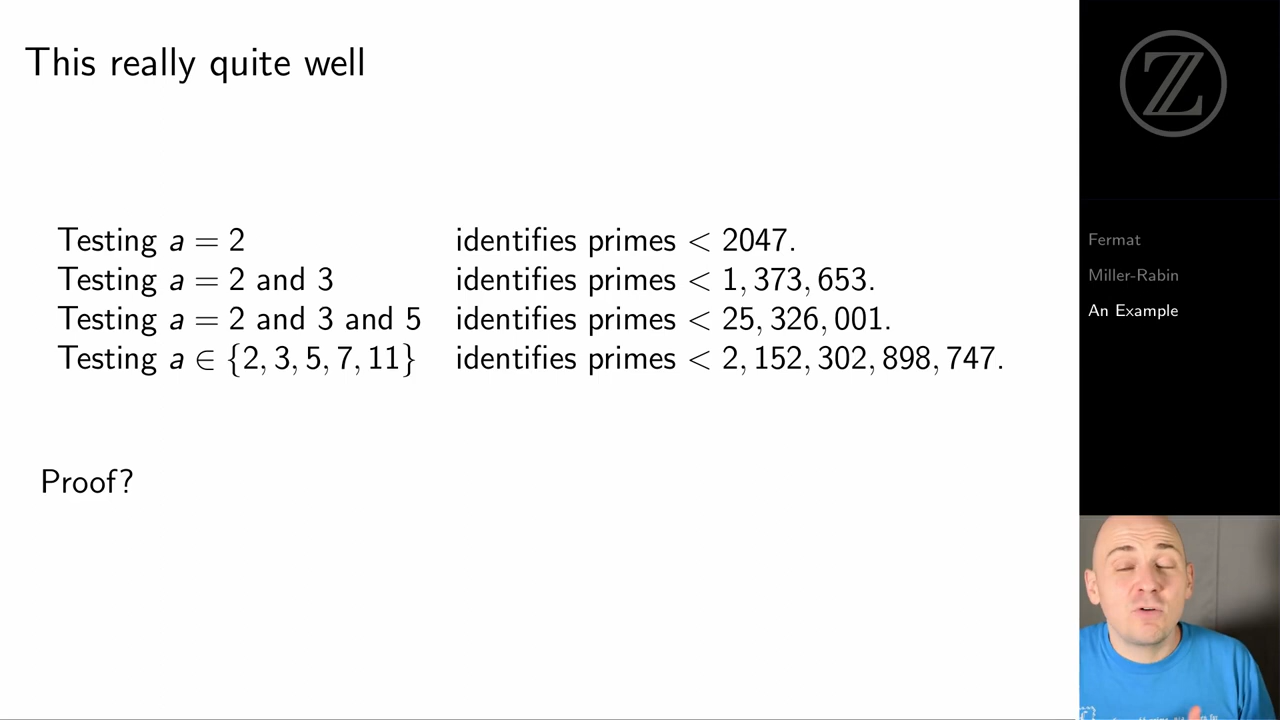 This really quite well
Testing a = 2 identifies primes < 2047.
Testing a = 2 and 3 identifies primes < 1, 373, 653.
Testing a = 2 and 3 and 5 identifies primes < 25, 326, 001.
Testing a ∈ {2, 3, 5, 7, 11} identifies primes < 2, 152, 302, 898, 747.
Proof?
ℤ
Fermat
Miller-Rabin
An Example